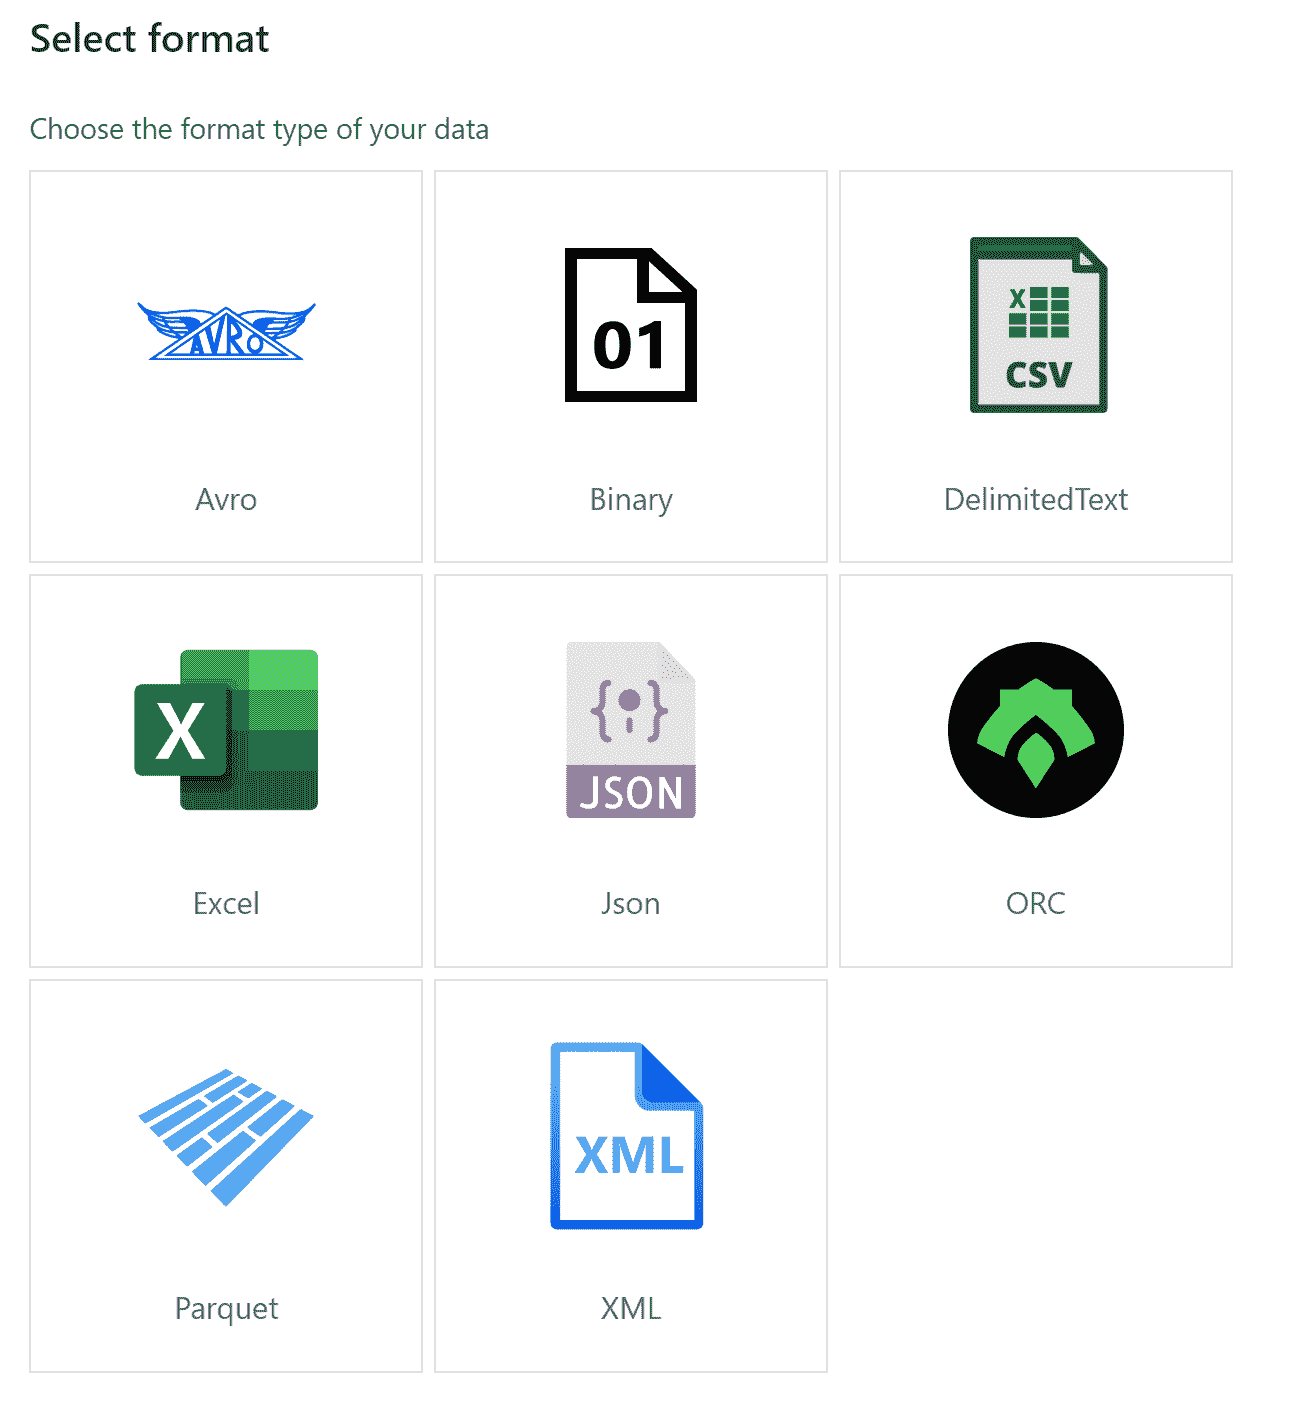 Select format
Choose the format type of your data
AVRO
01
X
CSV
Avro
Binary
DelimitedText
X
{i}
JSON
Excel
Json
ORC
XML
Parquet
XML